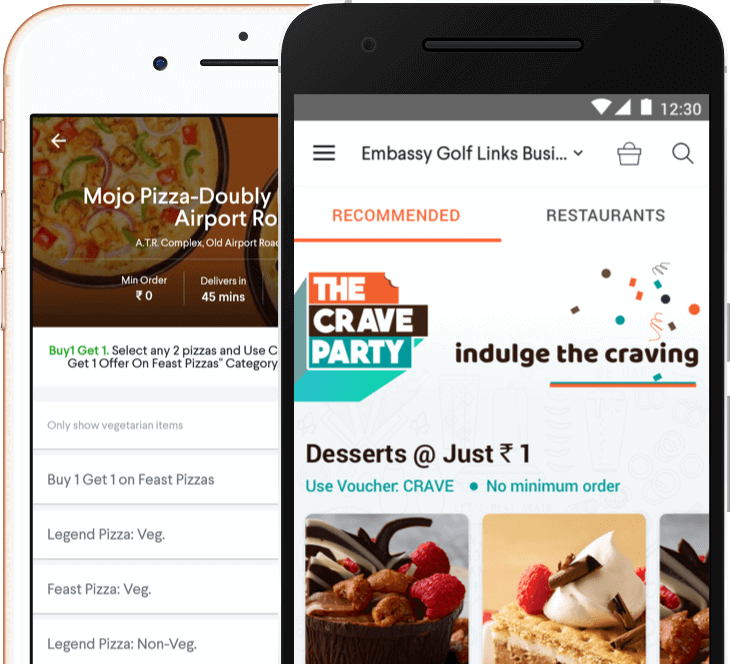 Mojo Pizza-Doubly
Airport Ro
A.T.R. Complex, Old Airport Road
Min Order
₹ 0
Delivers in
45 mins
Buy1 Get 1. Select any 2 pizzas and Use C
Get 1 Offer On Feast Pizzas" Category
Only show vegetarian items
Buy 1 Get 1 on Feast Pizzas
Legend Pizza: Veg.
Feast Pizza: Veg.
Legend Pizza: Non-Veg.
12:30
Embassy Golf Links Busi...
RECOMMENDED
RESTAURANTS
THE
CRAVE
PARTY
indulge the craving
Desserts @ Just ₹ 1
Use Voucher: CRAVE • No minimum order